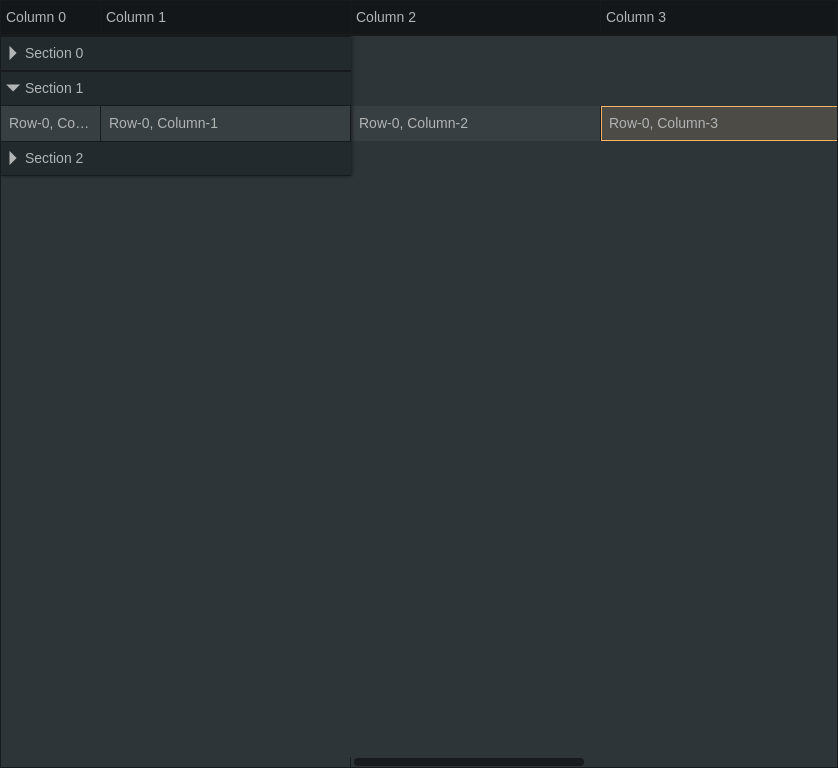 Column 0 Column 1 Column 2 Column 3
Section 0
Section 1
Row-0, Co... Row-0, Column-1 Row-0, Column-2 Row-0, Column-3
Section 2